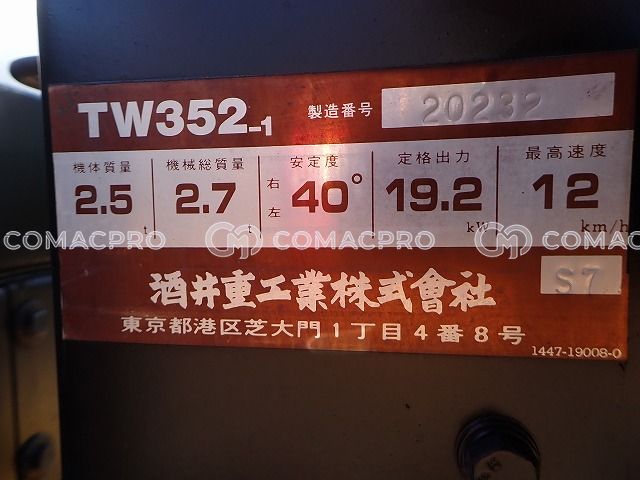 TW352-1 製造番号 20232
機体質量 機械総質量 安定度 定格出力 最高速度
2.5 t 2.7 t 右 左 40° 19.2 kW 12 km/h
COMACPRO COMACPRO COMACPRO
S7
酒井重工業株式會社
東京都港区芝大門1丁目4番8号
1447-19008-0